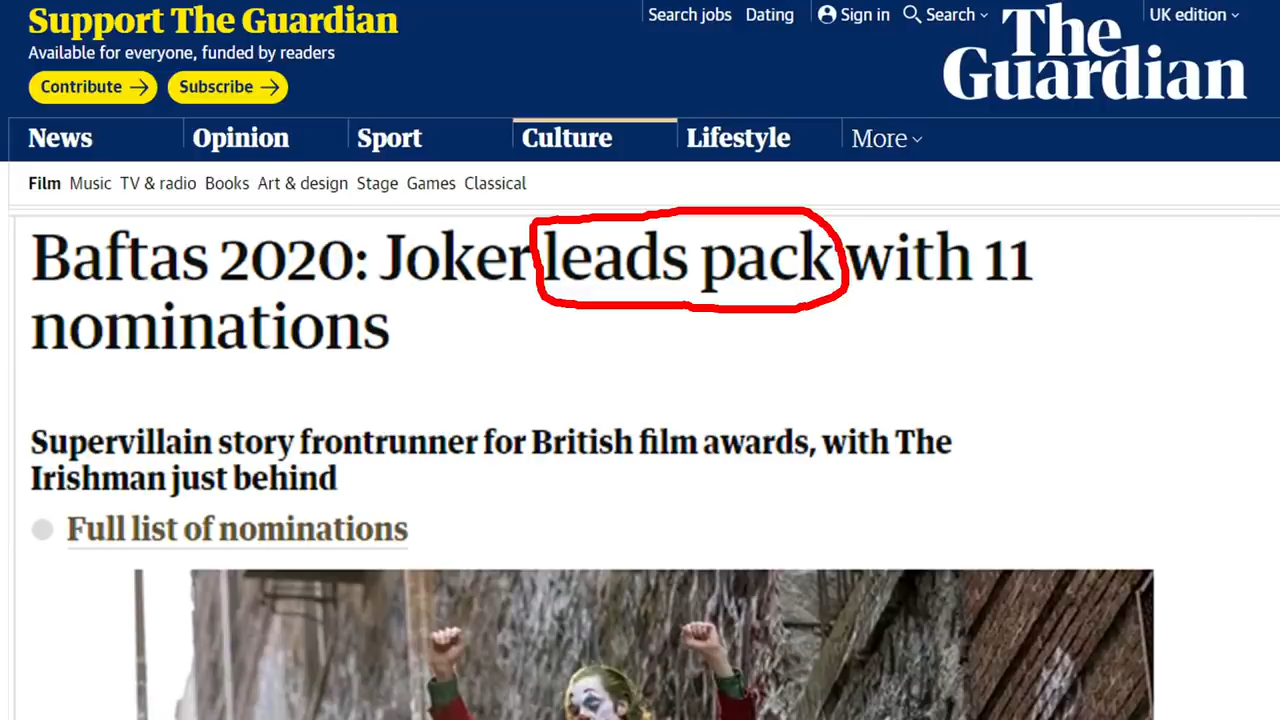 Support The Guardian
Available for everyone, funded by readers
Contribute
Subscribe
Search jobs Dating Sign in Search UK edition
The
Guardian
News Opinion Sport Culture Lifestyle More
Film Music TV & radio Books Art & design Stage Games Classical
Baftas 2020: Joker leads pack with 11
nominations
Supervillain story frontrunner for British film awards, with The
Irishman just behind
Full list of nominations